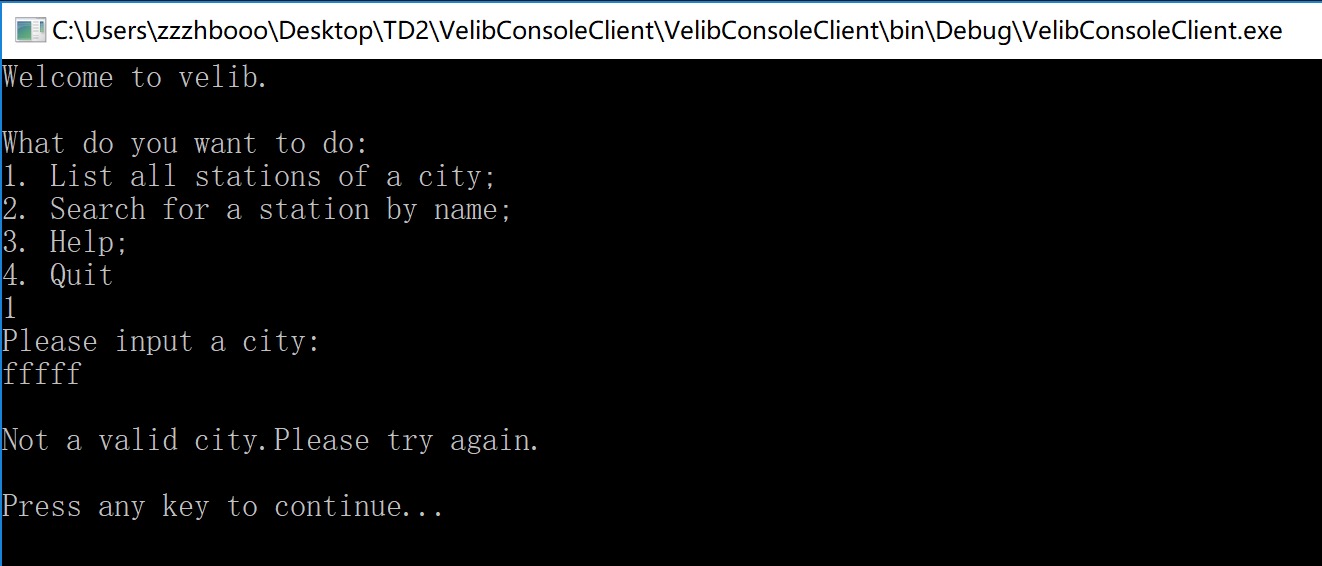 C:\Users\zzzhbooo\Desktop\TD2\VelibConsoleClient\VelibConsoleClient\bin\Debug\VelibConsoleClient.exe
Welcome to velib.
What do you want to do:
1. List all stations of a city;
2. Search for a station by name;
3. Help;
4. Quit
1
Please input a city:
fffff
Not a valid city.Please try again.
Press any key to continue...